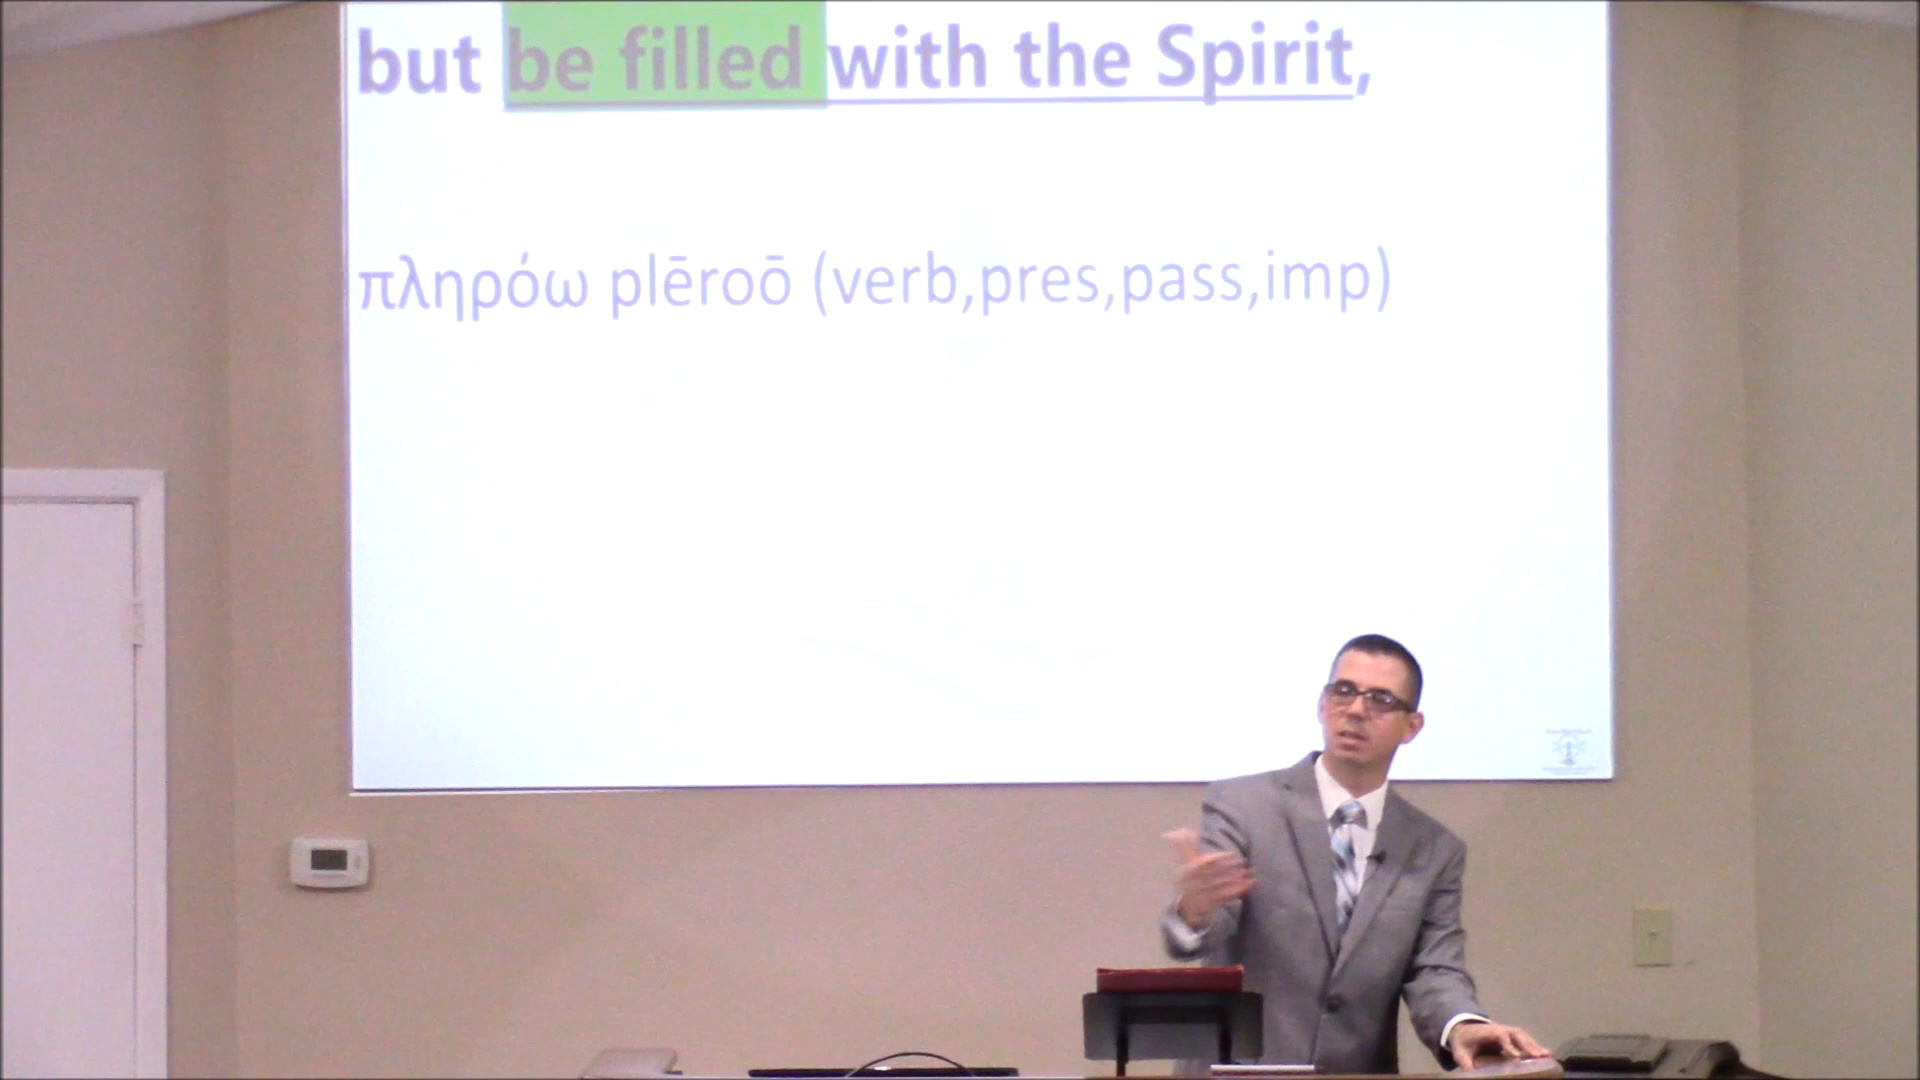 but be filled with the Spirit,
πληρόω plēroō (verb,pres,pass,imp)